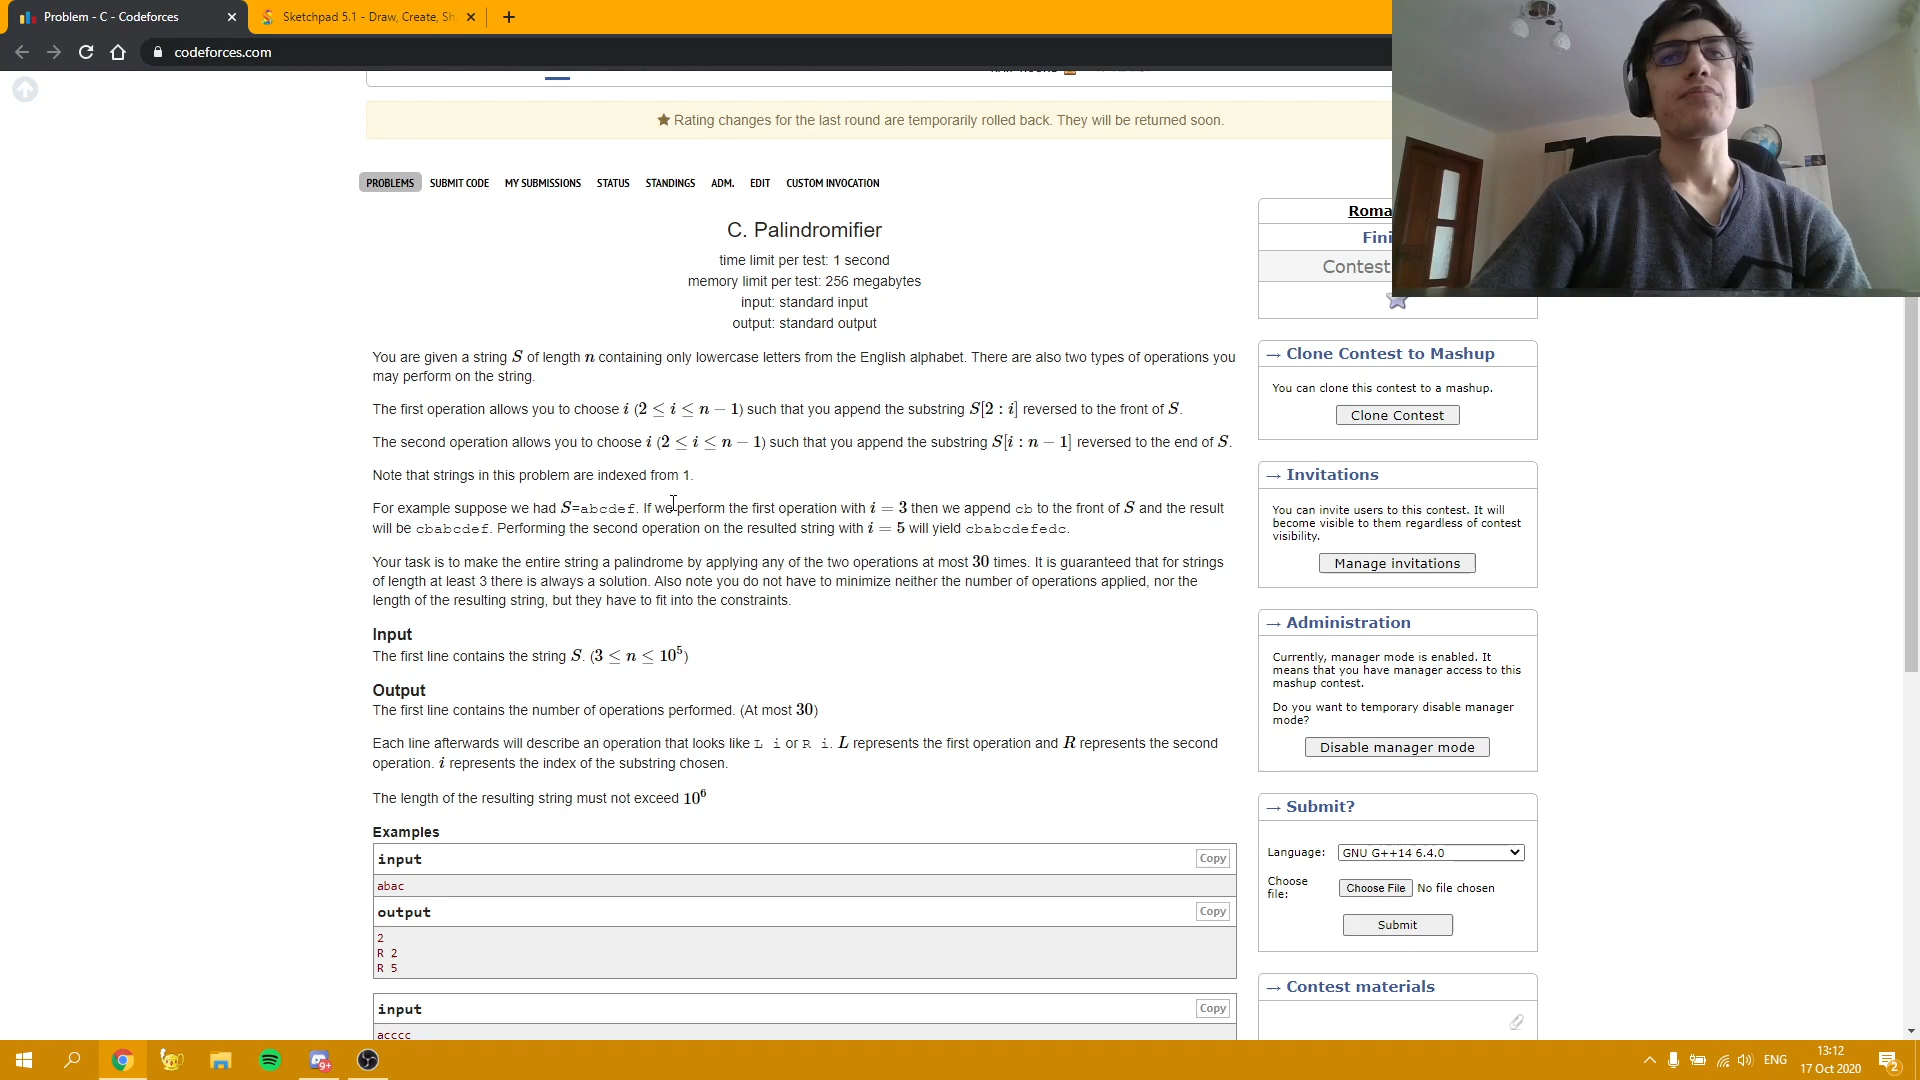 Problem - C - Codeforces
Sketchpad 5.1 - Draw, Create, Sh
codeforces.com
Rating changes for the last round are temporarily rolled back. They will be returned soon.
PROBLEMS SUBMIT CODE MY SUBMISSIONS STATUS STANDINGS ADM. EDIT CUSTOM INVOCATION
C. Palindromifier
time limit per test: 1 second
memory limit per test: 256 megabytes
input: standard input
output: standard output
You are given a string S of length n containing only lowercase letters from the English alphabet. There are also two types of operations you
may perform on the string.
The first operation allows you to choose i (2 ≤ i ≤ n − 1) such that you append the substring S[2 : i] reversed to the front of S.
The second operation allows you to choose i (2 ≤ i ≤ n − 1) such that you append the substring S[i : n − 1] reversed to the end of S.
Note that strings in this problem are indexed from 1.
For example suppose we had S=abcdef. If we perform the first operation with i = 3 then we append cb to the front of S and the result
will be cbabcdef. Performing the second operation on the resulted string with i = 5 will yield cbabcdefedc.
Your task is to make the entire string a palindrome by applying any of the two operations at most 30 times. It is guaranteed that for strings
of length at least 3 there is always a solution. Also note you do not have to minimize neither the number of operations applied, nor the
length of the resulting string, but they have to fit into the constraints.
Input
The first line contains the string S. (3 ≤ n ≤ 10⁵)
Output
The first line contains the number of operations performed. (At most 30)
Each line afterwards will describe an operation that looks like L i or R i. L represents the first operation and R represents the second
operation. i represents the index of the substring chosen.
The length of the resulting string must not exceed 10⁶
Examples
input
Copy
abac
output
Copy
2
R 2
R 5
input
Copy
acccc
Roma
Fini
Contest
→ Clone Contest to Mashup
You can clone this contest to a mashup.
Clone Contest
→ Invitations
You can invite users to this contest. It will
become visible to them regardless of contest
visibility.
Manage invitations
→ Administration
Currently, manager mode is enabled. It
means that you have manager access to this
mashup contest.
Do you want to temporary disable manager
mode?
Disable manager mode
→ Submit?
Language: GNU G++14 6.4.0
Choose
file:
Choose File No file chosen
Submit
→ Contest materials
9+
ENG
13:12
17 Oct 2020
2